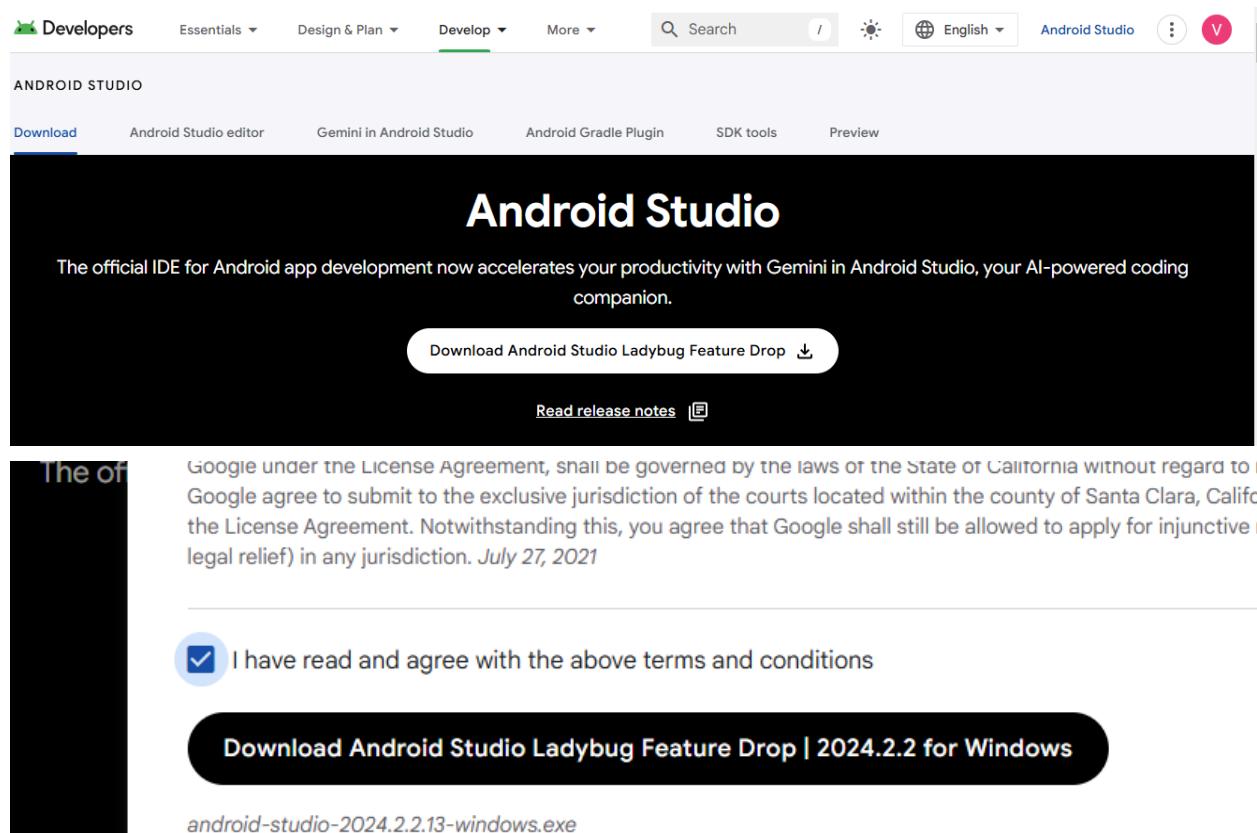 Developers Essentials Design & Plan Develop More Search / English Android Studio V
ANDROID STUDIO
Download Android Studio editor Gemini in Android Studio Android Gradle Plugin SDK tools Preview
Android Studio
The official IDE for Android app development now accelerates your productivity with Gemini in Android Studio, your AI-powered coding
companion.
Download Android Studio Ladybug Feature Drop
Read release notes
The off
Google under the License Agreement, shall be governed by the laws of the State of California without regard to
Google agree to submit to the exclusive jurisdiction of the courts located within the county of Santa Clara, Califo
the License Agreement. Notwithstanding this, you agree that Google shall still be allowed to apply for injunctive
legal relief) in any jurisdiction. July 27, 2021
I have read and agree with the above terms and conditions
Download Android Studio Ladybug Feature Drop | 2024.2.2 for Windows
android-studio-2024.2.2.13-windows.exe